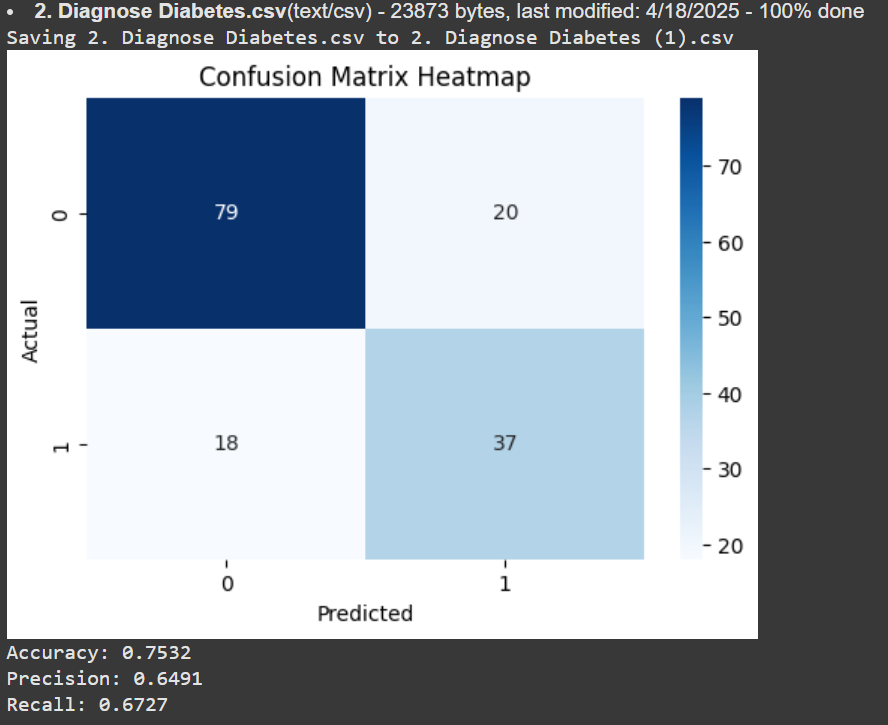 • 2. Diagnose Diabetes.csv(text/csv) - 23873 bytes, last modified: 4/18/2025 - 100% done
Saving 2. Diagnose Diabetes.csv to 2. Diagnose Diabetes (1).csv
Confusion Matrix Heatmap
Actual
0
79
20
1
18
37
0
1
Predicted
70
60
50
40
30
20
Accuracy: 0.7532
Precision: 0.6491
Recall: 0.6727